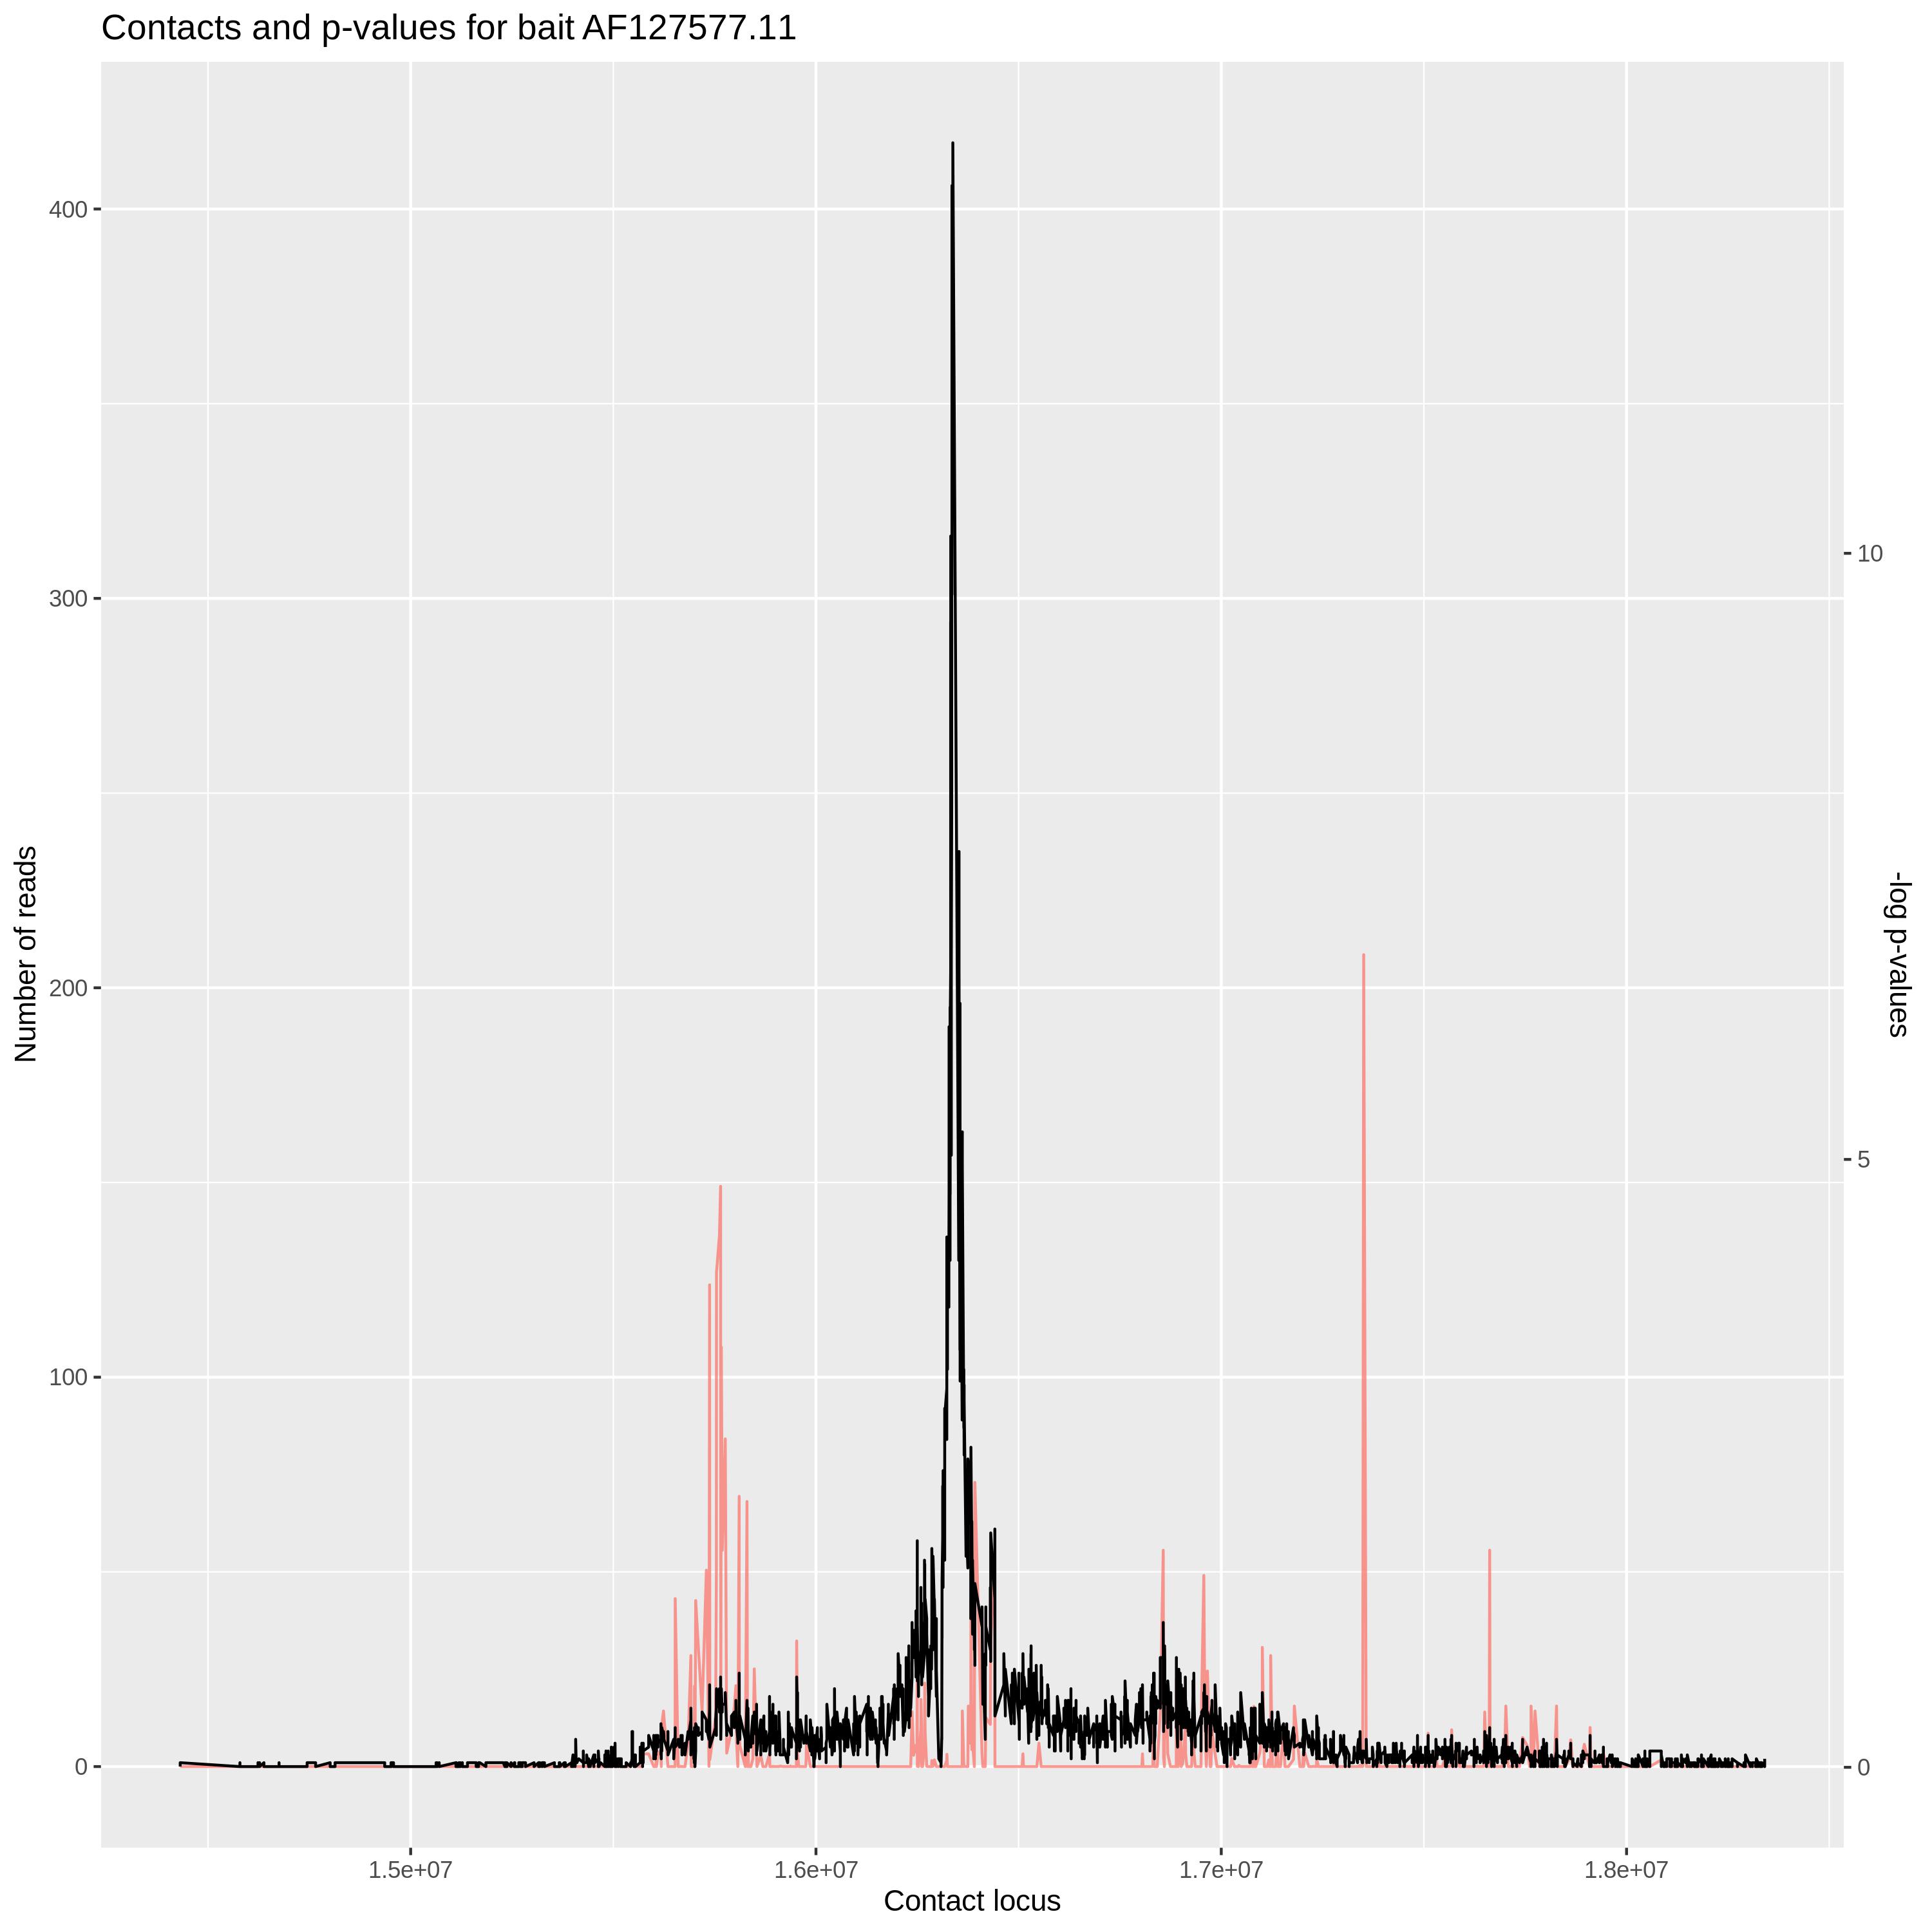 Contacts and p-values for bait AF127577.11
400
300
200
100
0
Number of reads
10
5
0
-log p-values
1.5e+07
1.6e+07
1.7e+07
1.8e+07
Contact locus